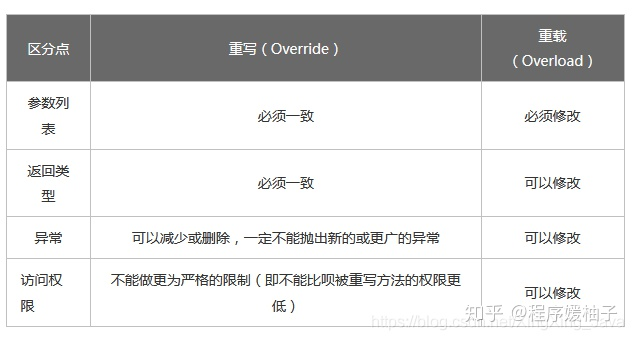 区分点 重写（Override） 重载
（Overload）
参数列
表 必须一致 必须修改
返回类
型 必须一致 可以修改
异常 可以减少或删除，一定不能抛出新的或更广的异常 可以修改
访问权
限 不能做更为严格的限制（即不能比呗被重写方法的权限更
低） 可以修改
知乎 @程序媛柚子